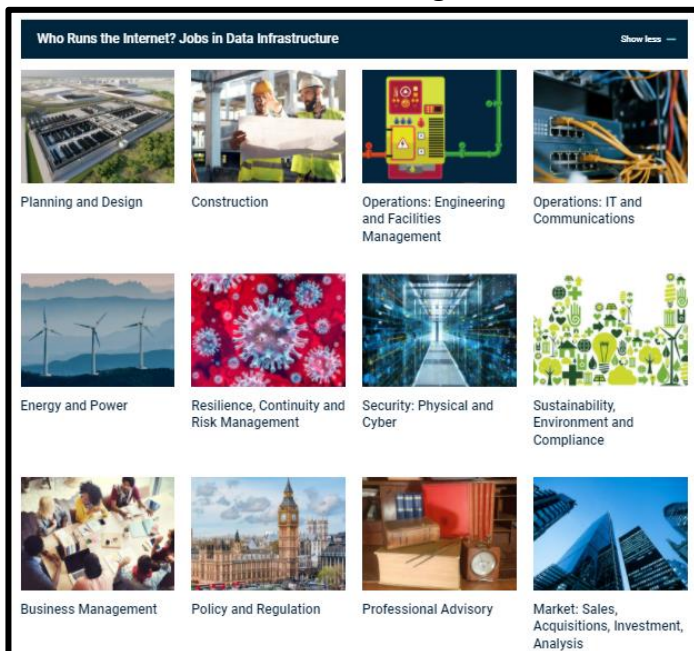 Who Runs the Internet? Jobs in Data Infrastructure
Show less —
Planning and Design
Construction
Operations: Engineering
and Facilities
Management
Operations: IT and
Communications
Energy and Power
Resilience, Continuity and
Risk Management
Security: Physical and
Cyber
Sustainability,
Environment and
Compliance
Business Management
Policy and Regulation
Professional Advisory
Market: Sales,
Acquisitions, Investment,
Analysis